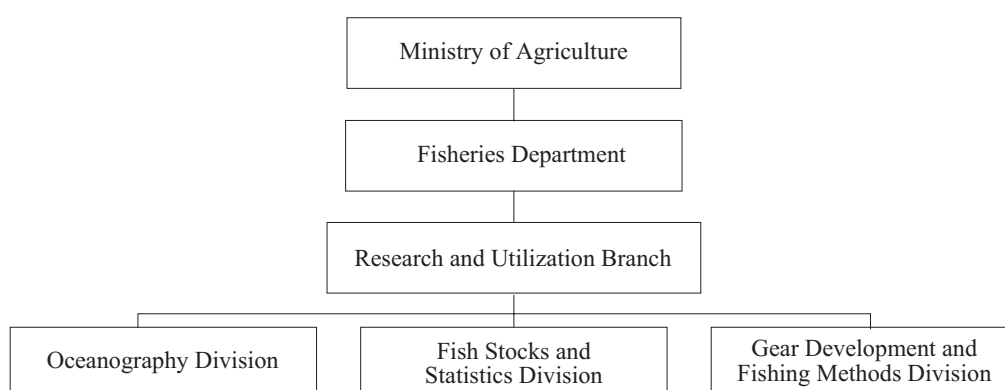 Ministry of Agriculture
Fisheries Department
Research and Utilization Branch
Oceanography Division
Fish Stocks and
Statistics Division
Gear Development and
Fishing Methods Division